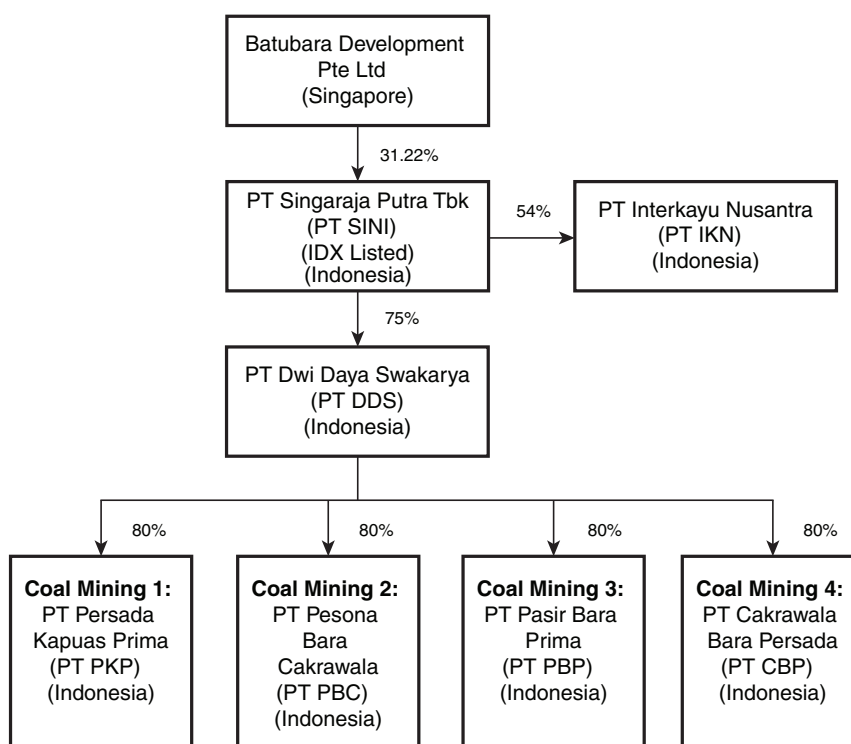 Batubara Development
Pte Ltd
(Singapore)
31.22%
PT Singaraja Putra Tbk
(PT SINI)
(IDX Listed)
(Indonesia)
54%
PT Interkayu Nusantra
(PT IKN)
(Indonesia)
75%
PT Dwi Daya Swakarya
(PT DDS)
(Indonesia)
80%
80%
80%
80%
Coal Mining 1:
PT Persada
Kapuas Prima
(PT PKP)
(Indonesia)
Coal Mining 2:
PT Pesona
Bara
Cakrawala
(PT PBC)
(Indonesia)
Coal Mining 3:
PT Pasir Bara
Prima
(PT PBP)
(Indonesia)
Coal Mining 4:
PT Cakrawala
Bara Persada
(PT CBP)
(Indonesia)